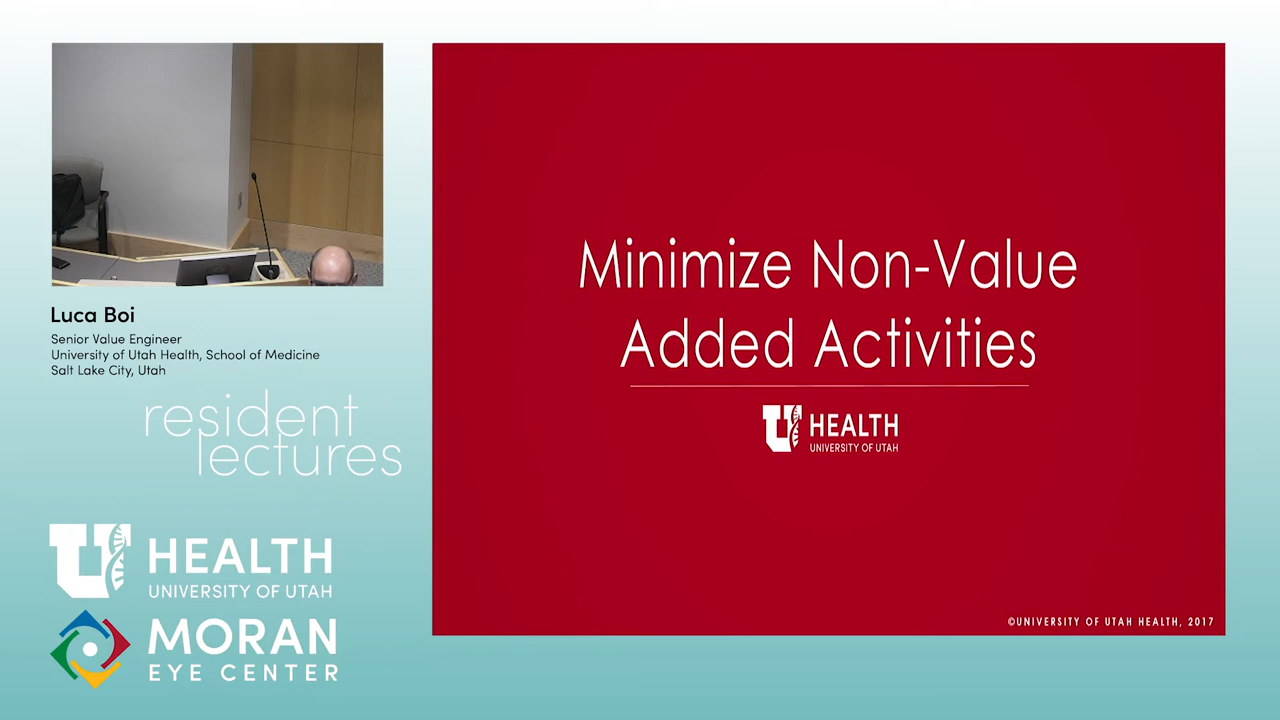 Luca Boi
Senior Value Engineer
University of Utah Health, School of Medicine
Salt Lake City, Utah
resident
lectures
U HEALTH
UNIVERSITY OF UTAH
MORAN
EYE CENTER
Minimize Non-Value
Added Activities
U HEALTH
UNIVERSITY OF UTAH
©UNIVERSITY OF UTAH HEALTH, 2017